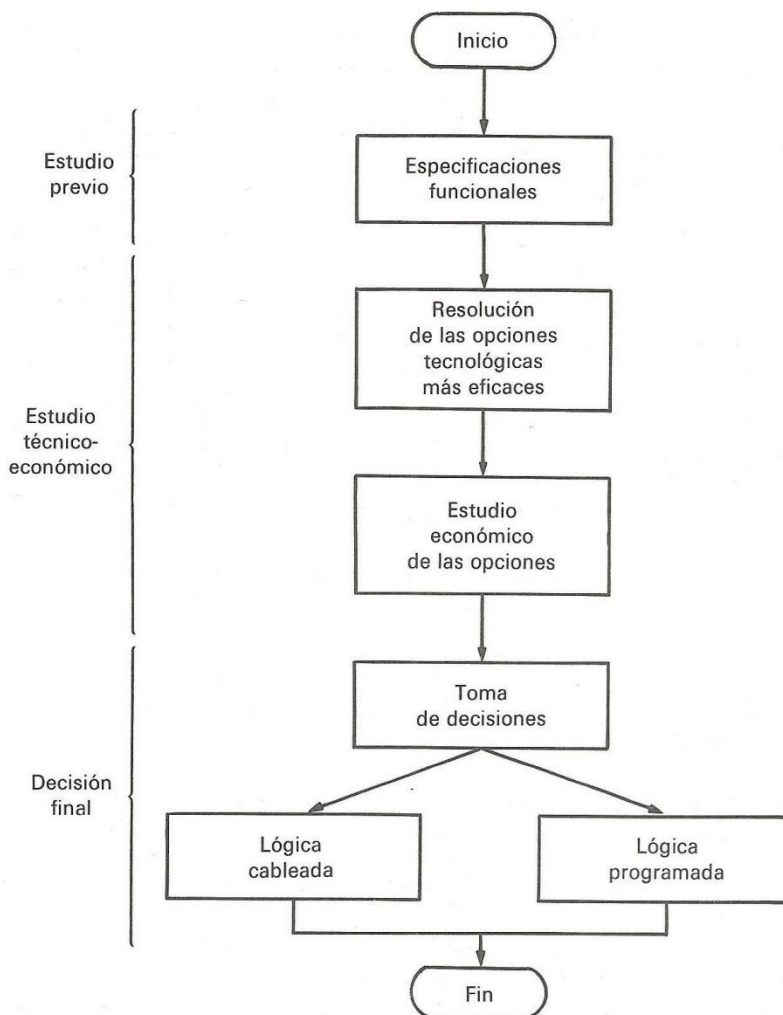 Inicio
Estudio
previo
Especificaciones
funcionales
Resolución
de las opciones
tecnológicas
más eficaces
Estudio
técnico-
económico
Estudio
económico
de las opciones
Toma
de decisiones
Decisión
final
Lógica
cableada
Lógica
programada
Fin